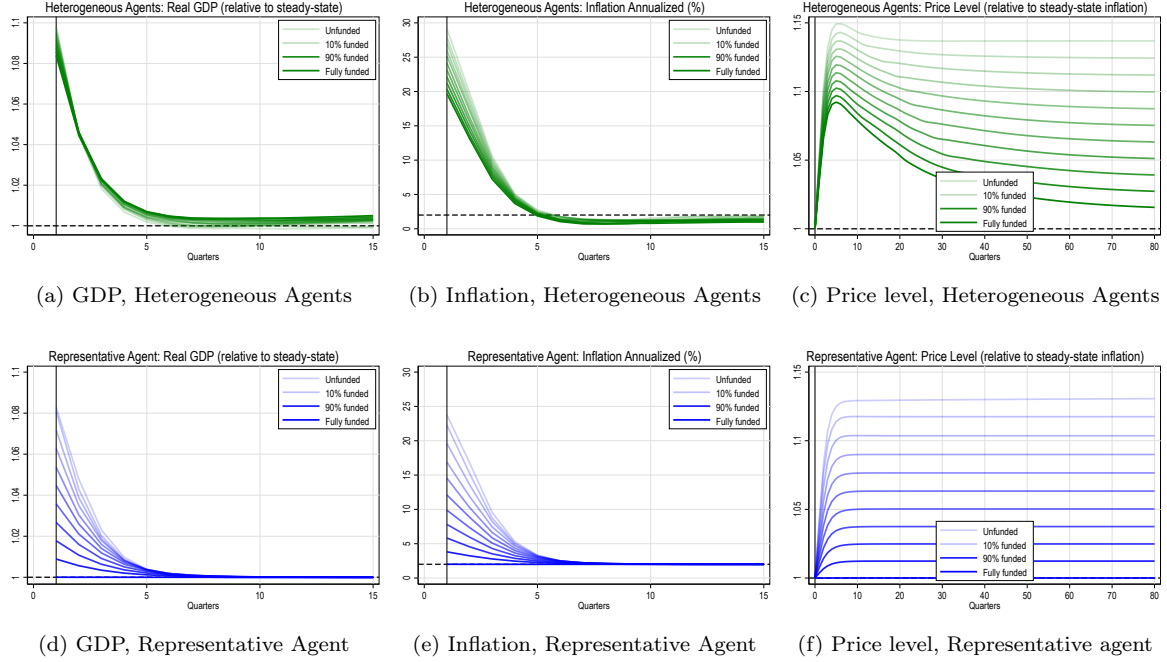 Heterogeneous Agents: Real GDP (relative to steady-state)
1.1
1.08
1.06
1.04
1.02
1
Unfunded
10% funded
90% funded
Fully funded
0 5 10 15
Quarters
(a) GDP, Heterogeneous Agents
Heterogeneous Agents: Inflation Annualized (%)
30
25
20
15
10
5
2
0
Unfunded
10% funded
90% funded
Fully funded
0 5 10 15
Quarters
(b) Inflation, Heterogeneous Agents
Heterogeneous Agents: Price Level (relative to steady-state inflation)
1.15
1.1
1.05
1
Unfunded
10% funded
90% funded
Fully funded
0 10 20 30 40 50 60 70 80
Quarters
(c) Price level, Heterogeneous Agents
Representative Agent: Real GDP (relative to steady-state)
1.1
1.08
1.06
1.04
1.02
1
Unfunded
10% funded
90% funded
Fully funded
0 5 10 15
Quarters
(d) GDP, Representative Agent
Representative Agent: Inflation Annualized (%)
30
25
20
15
10
5
2
0
Unfunded
10% funded
90% funded
Fully funded
0 5 10 15
Quarters
(e) Inflation, Representative Agent
Representative Agent: Price Level (relative to steady-state inflation)
1.15
1.1
1.05
1
Unfunded
10% funded
90% funded
Fully funded
0 10 20 30 40 50 60 70 80
Quarters
(f) Price level, Representative agent